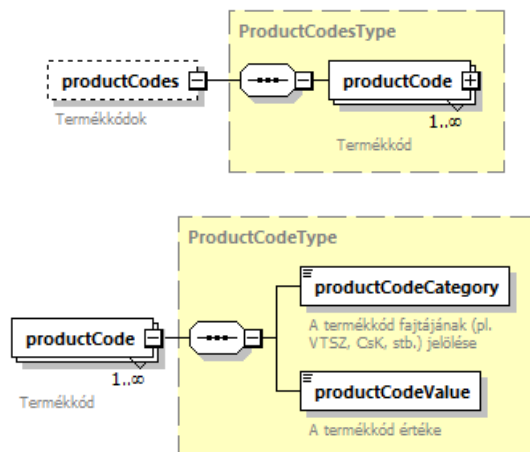 ProductCodesType
productCodes
productCode
Termékkódok
1..∞
Termékkód
ProductCodeType
productCodeCategory
A termékkód fajtájának (pl.
VTSZ, CsK, stb.) jelölése
productCode
1..∞
Termékkód
productCodeValue
A termékkód értéke